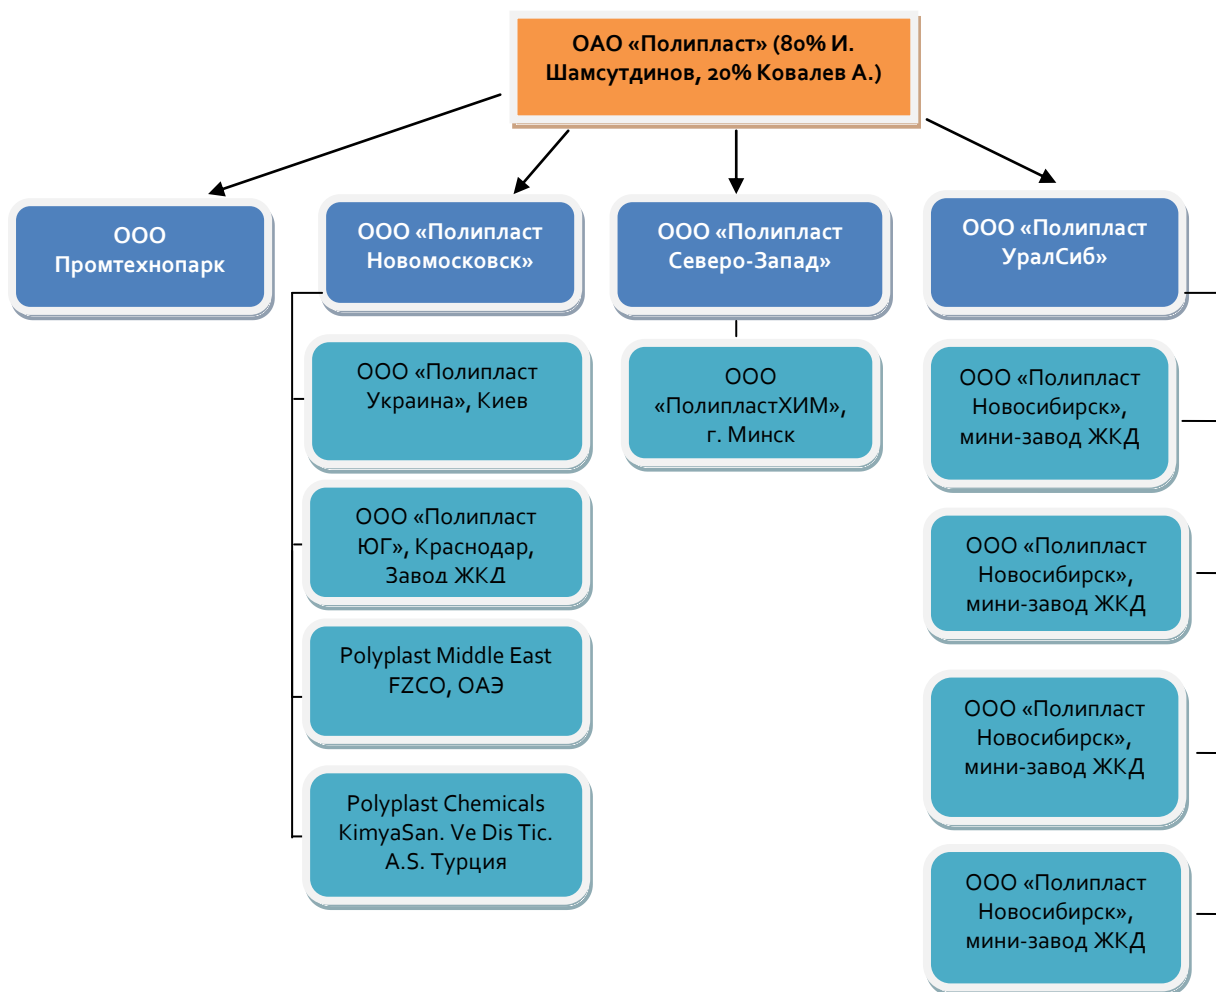 ОАО «Полипласт» (80% И.
Шамсутдинов, 20% Ковалев А.)
ООО
Промтехнопарк
ООО «Полипласт
Новомосковск»
ООО «Полипласт
Северо-Запад»
ООО «Полипласт
УралСиб»
ООО «Полипласт
Украина», Киев
ООО «Полипласт
ЮГ», Краснодар,
Завод ЖКД
Polyplast Middle East
FZCO, ОАЭ
Polyplast Chemicals
KimyaSan. Ve Dis Tic.
A.S. Турция
ООО
«ПолипластХИМ»,
г. Минск
ООО «Полипласт
Новосибирск»,
мини-завод ЖКД
ООО «Полипласт
Новосибирск»,
мини-завод ЖКД
ООО «Полипласт
Новосибирск»,
мини-завод ЖКД
ООО «Полипласт
Новосибирск»,
мини-завод ЖКД